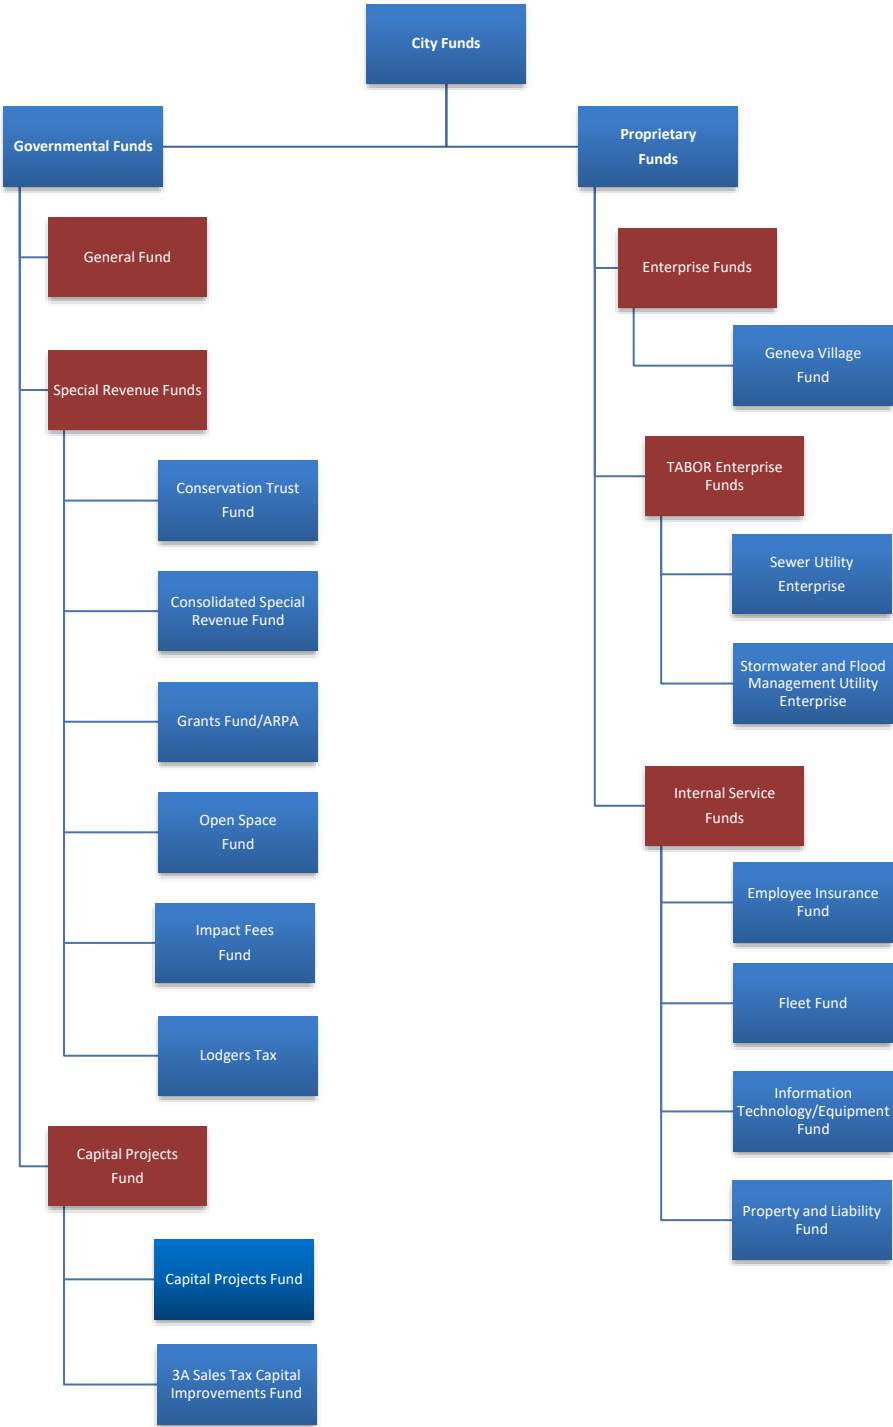 City Funds
Governmental Funds
General Fund
Special Revenue Funds
Conservation Trust
Fund
Consolidated Special
Revenue Fund
Grants Fund/ARPA
Open Space
Fund
Impact Fees
Fund
Lodgers Tax
Capital Projects
Fund
Capital Projects Fund
3A Sales Tax Capital
Improvements Fund
Proprietary
Funds
Enterprise Funds
Geneva Village
Fund
TABOR Enterprise
Funds
Sewer Utility
Enterprise
Stormwater and Flood
Management Utility
Enterprise
Internal Service
Funds
Employee Insurance
Fund
Fleet Fund
Information
Technology/Equipment
Fund
Property and Liability
Fund